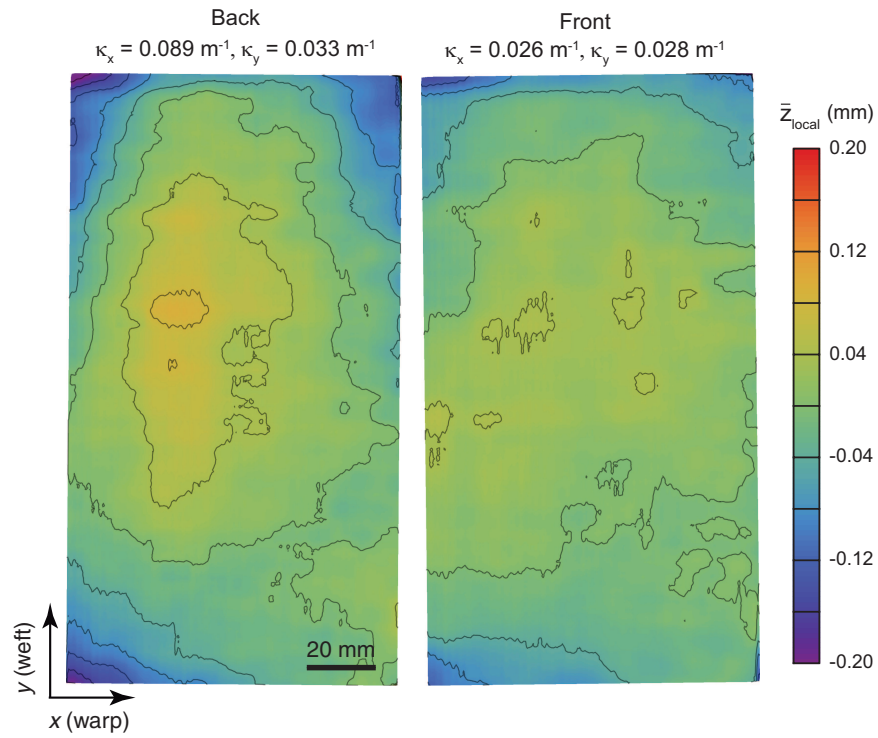 Back
κx = 0.089 m-1, κy = 0.033 m-1
Front
κx = 0.026 m-1, κy = 0.028 m-1
z̄local (mm)
0.20
0.12
0.04
-0.04
-0.12
-0.20
20 mm
y (weft)
x (warp)